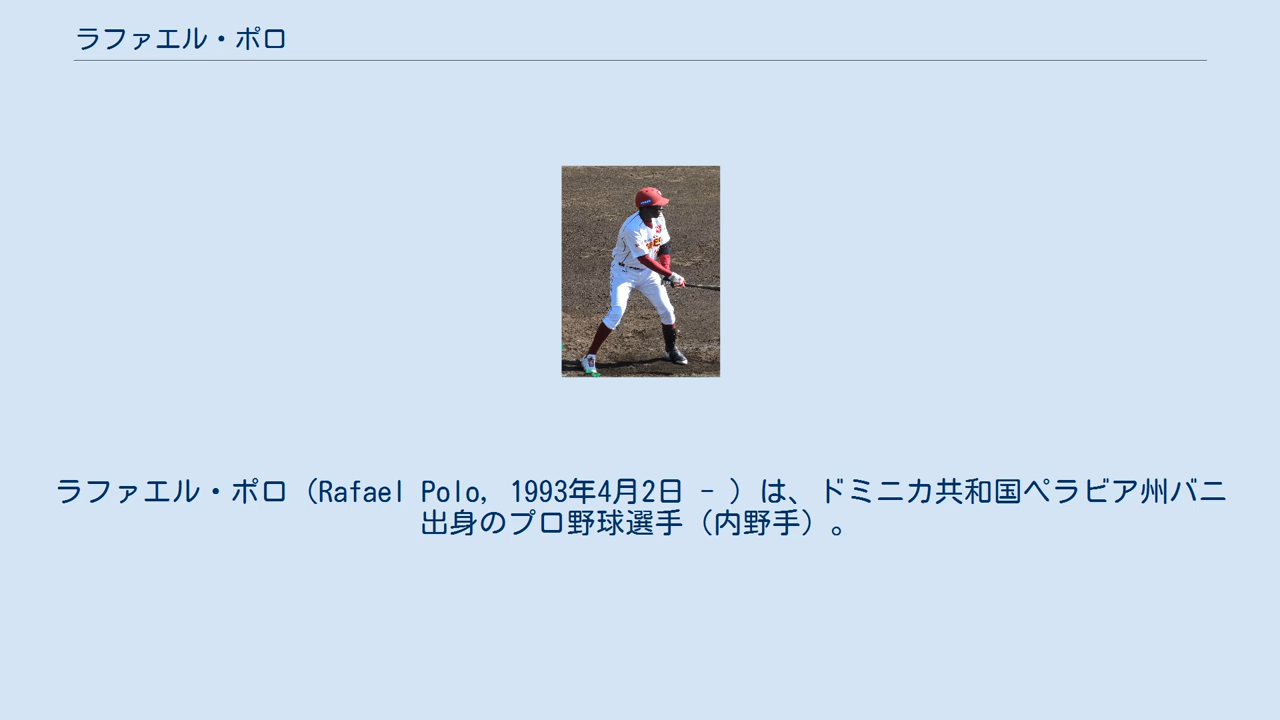 ラファエル・ポロ
ラファエル・ポロ（Rafael Polo, 1993年4月2日 - ）は、ドミニカ共和国ペラビア州バニ
出身のプロ野球選手（内野手）。